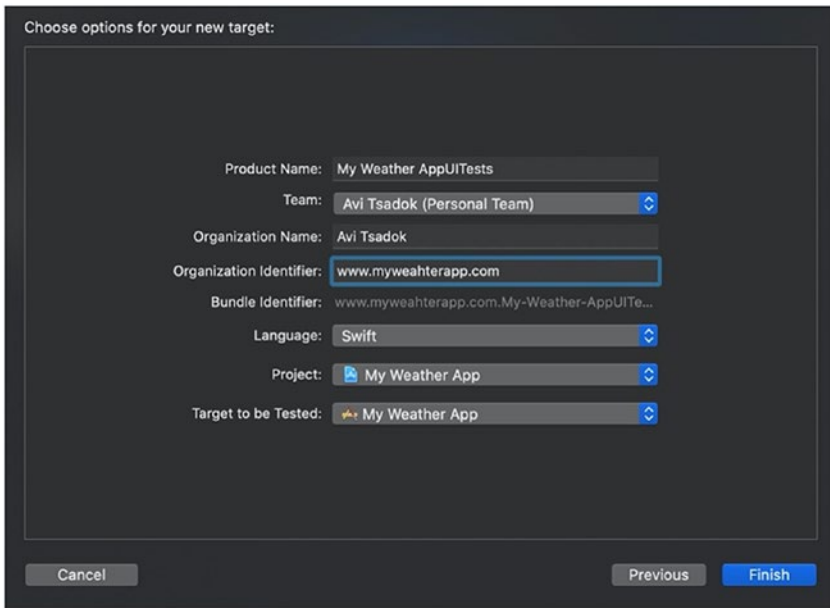 Choose options for your new target:
Product Name: My Weather AppUITests
Team: Avi Tsadok (Personal Team)
Organization Name: Avi Tsadok
Organization Identifier: www.myweahterapp.com
Bundle Identifier: www.myweahterapp.com.My-Weather-AppUITe...
Language: Swift
Project: My Weather App
Target to be Tested: My Weather App
Cancel Previous Finish